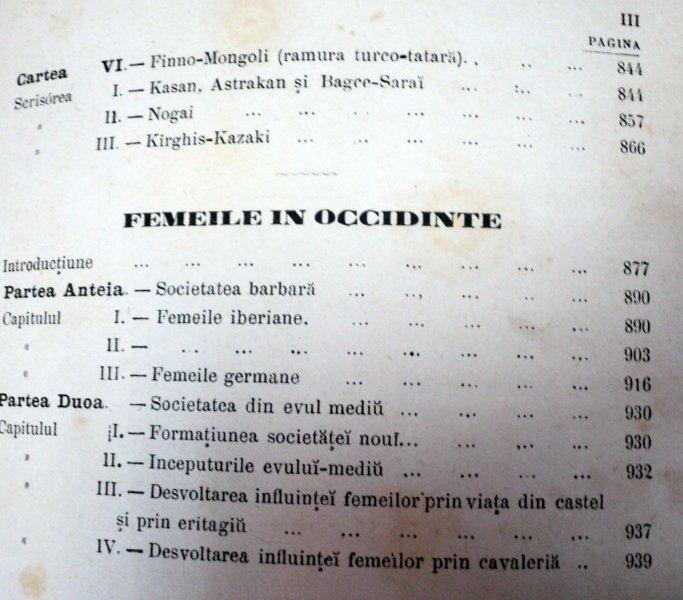 III
PAGINA
Cartea VI. — Finno-Mongoli (ramura turco-tatară). . .. ... 844
Scrisórea I. — Kasan, Astrakan și Bagce-Saraĭ ... :.. ... 844
„ II. — Nogai ... ... ... ... ... ... 857
„ III. — Kirghis-Kazaki ... ... ... ... ... 866
FEMEILE IN OCCIDINTE
Introducțiune ... ... ... ... ... ... ... ... ... 877
Partea Anteia. — Societatea barbară ... ... ... ... ... 890
Capitulul I. — Femeile iberiane. ... ... ... ... ... 890
„ II. — . ... ... ... ... ... ... ... ... 903
„ III. — Femeile germane ... ... ... ... ... 916
Partea Duoa. — Societatea din evul mediŭ ... ... ... ... 930
Capitulul I. — Formațiunea societățeĭ nouĭ... ... ... ... 930
„ II. — Inceputurile evuluĭ-mediŭ ... ... ... ... 932
„ III. — Desvoltarea influințeĭ femeilor prin viața din castel
și prin eritagiŭ ... ... ... ... ... ... 937
„ IV. — Desvoltarea influințeĭ femeilor prin cavaleriă .. 939